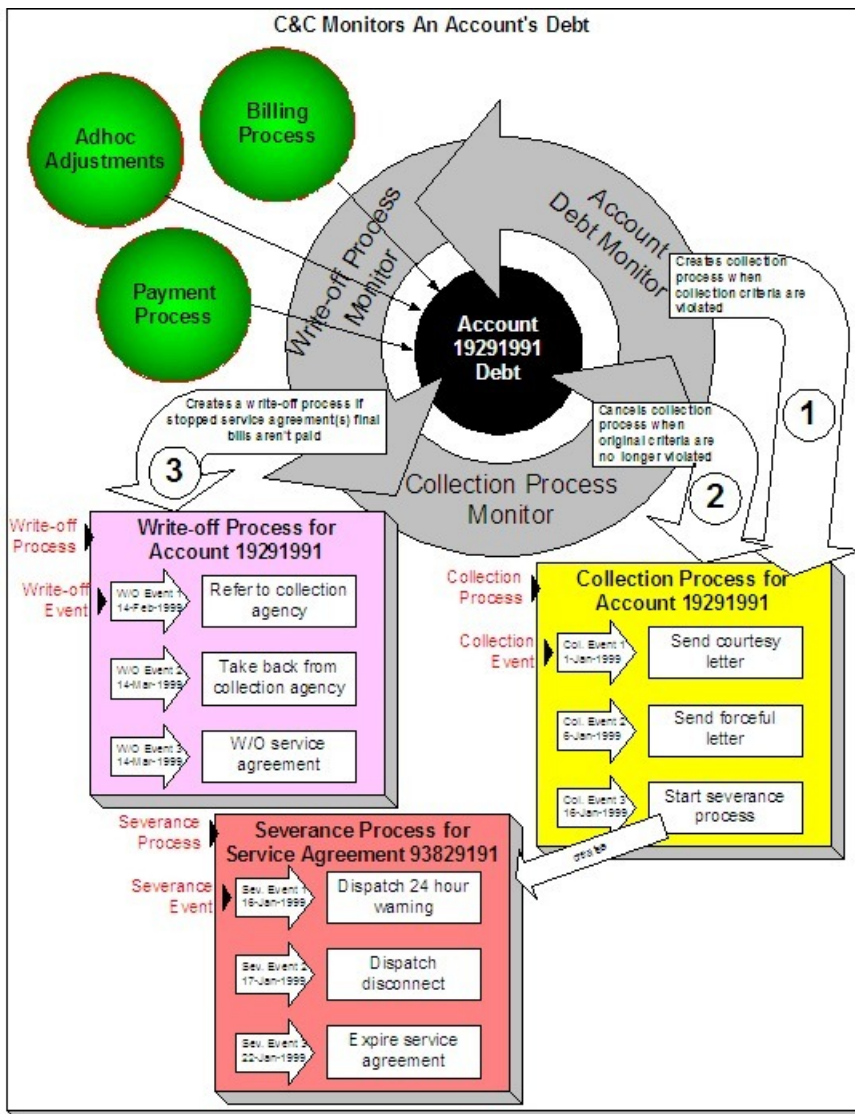 C&C Monitors An Account's Debt
Billing
Process
Adhoc
Adjustments
Payment
Process
Write-off Process
Monitor
Account
Debt Monitor
Collection Process
Monitor
Account
19291991
Debt
Creates collection
process when
collection criteria are
violated
1
Cancels collection
process when
original criteria are
no longer violated
2
Creates a write-off process if
stopped service agreement(s) final
bills aren't paid
3
Write-off
Process
Write-off
Event
Write-off Process for
Account 19291991
W/O Event 1
14-Feb-1999
Refer to collection
agency
W/O Event 2
14-Mar-1999
Take back from
collection agency
W/O Event 3
14-Mar-1999
W/O service
agreement
Collection
Process
Collection
Event
Collection Process for
Account 19291991
Col. Event 1
1-Jan-1999
Send courtesy
letter
Col. Event 2
6-Jan-1999
Send forceful
letter
Col. Event 3
16-Jan-1999
Start severance
process
Severance
Process
Severance
Event
Severance Process for
Service Agreement 93829191
Sev. Event 1
16-Jan-1999
Dispatch 24 hour
warning
Sev. Event 2
17-Jan-1999
Dispatch
disconnect
Sev. Event 3
22-Jan-1999
Expire service
agreement